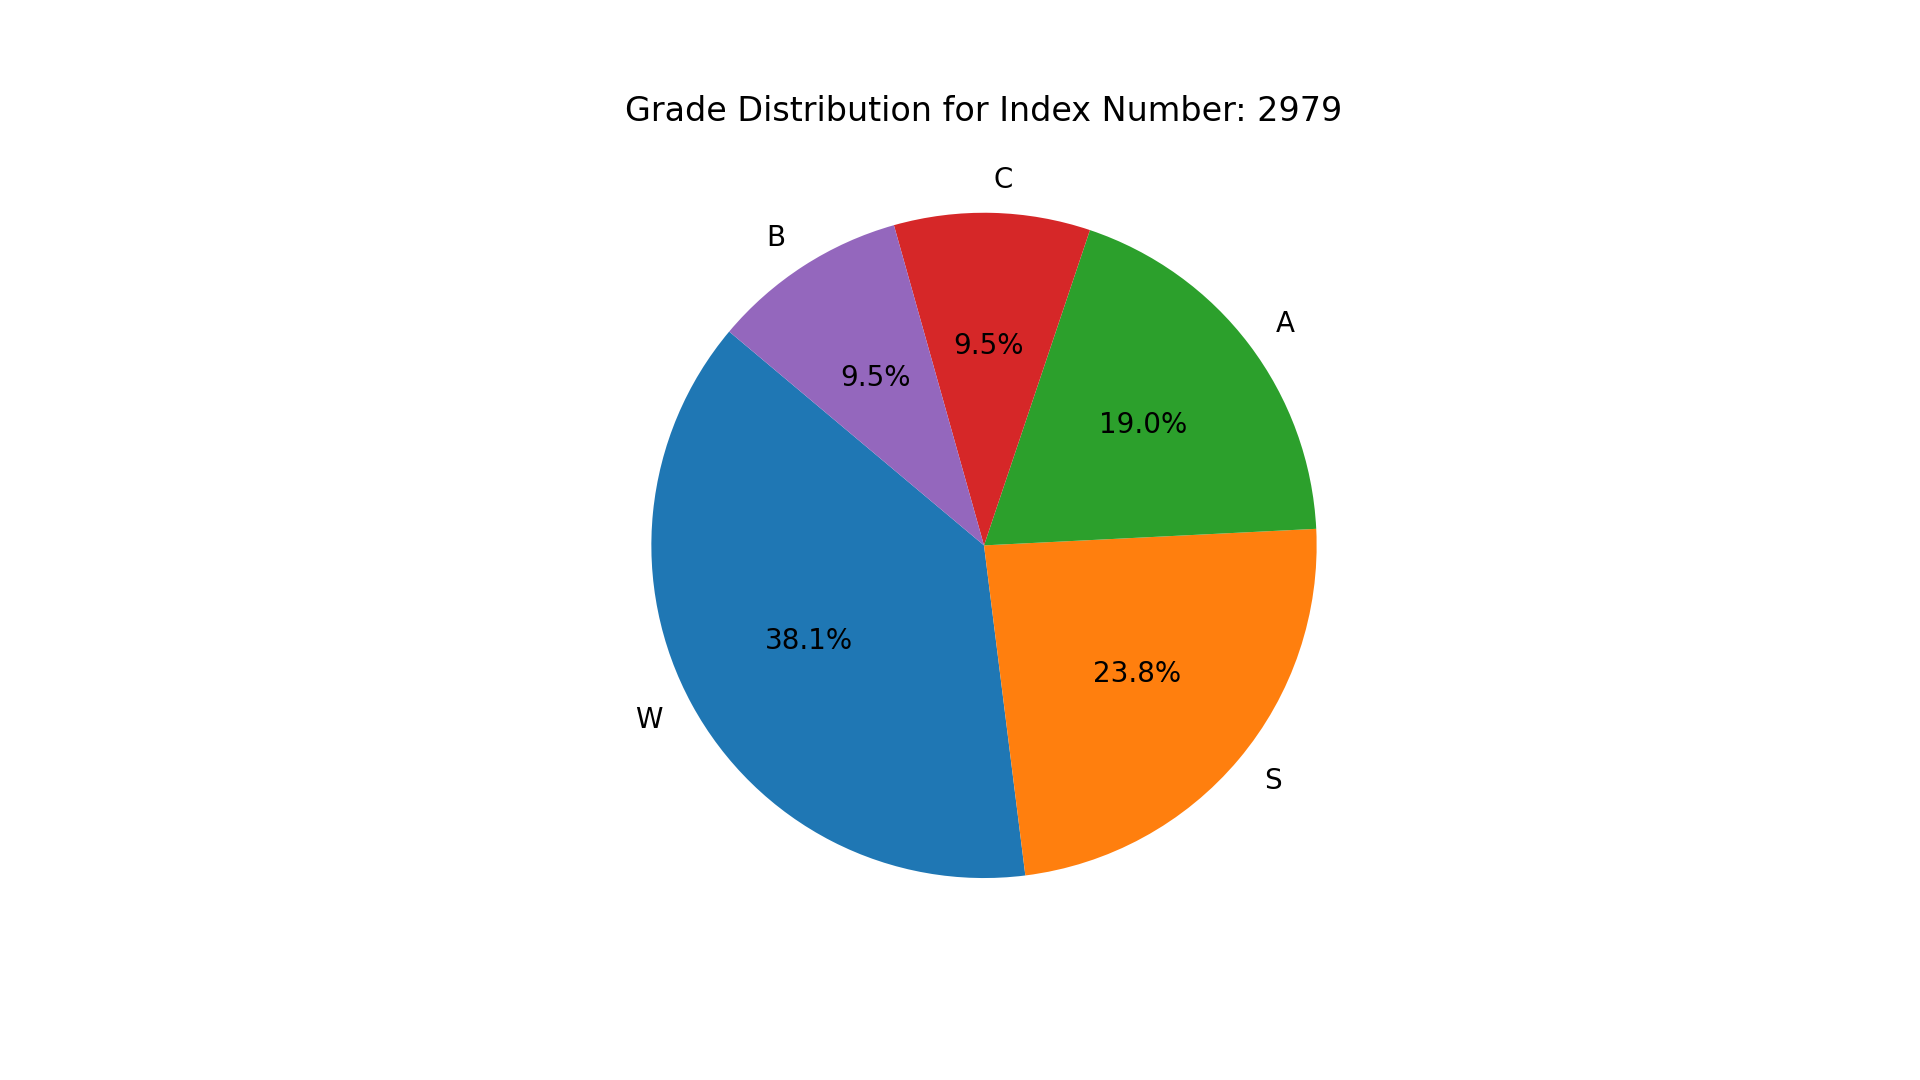 Grade Distribution for Index Number: 2979
C
B
A
9.5%
9.5%
19.0%
38.1%
23.8%
W
S